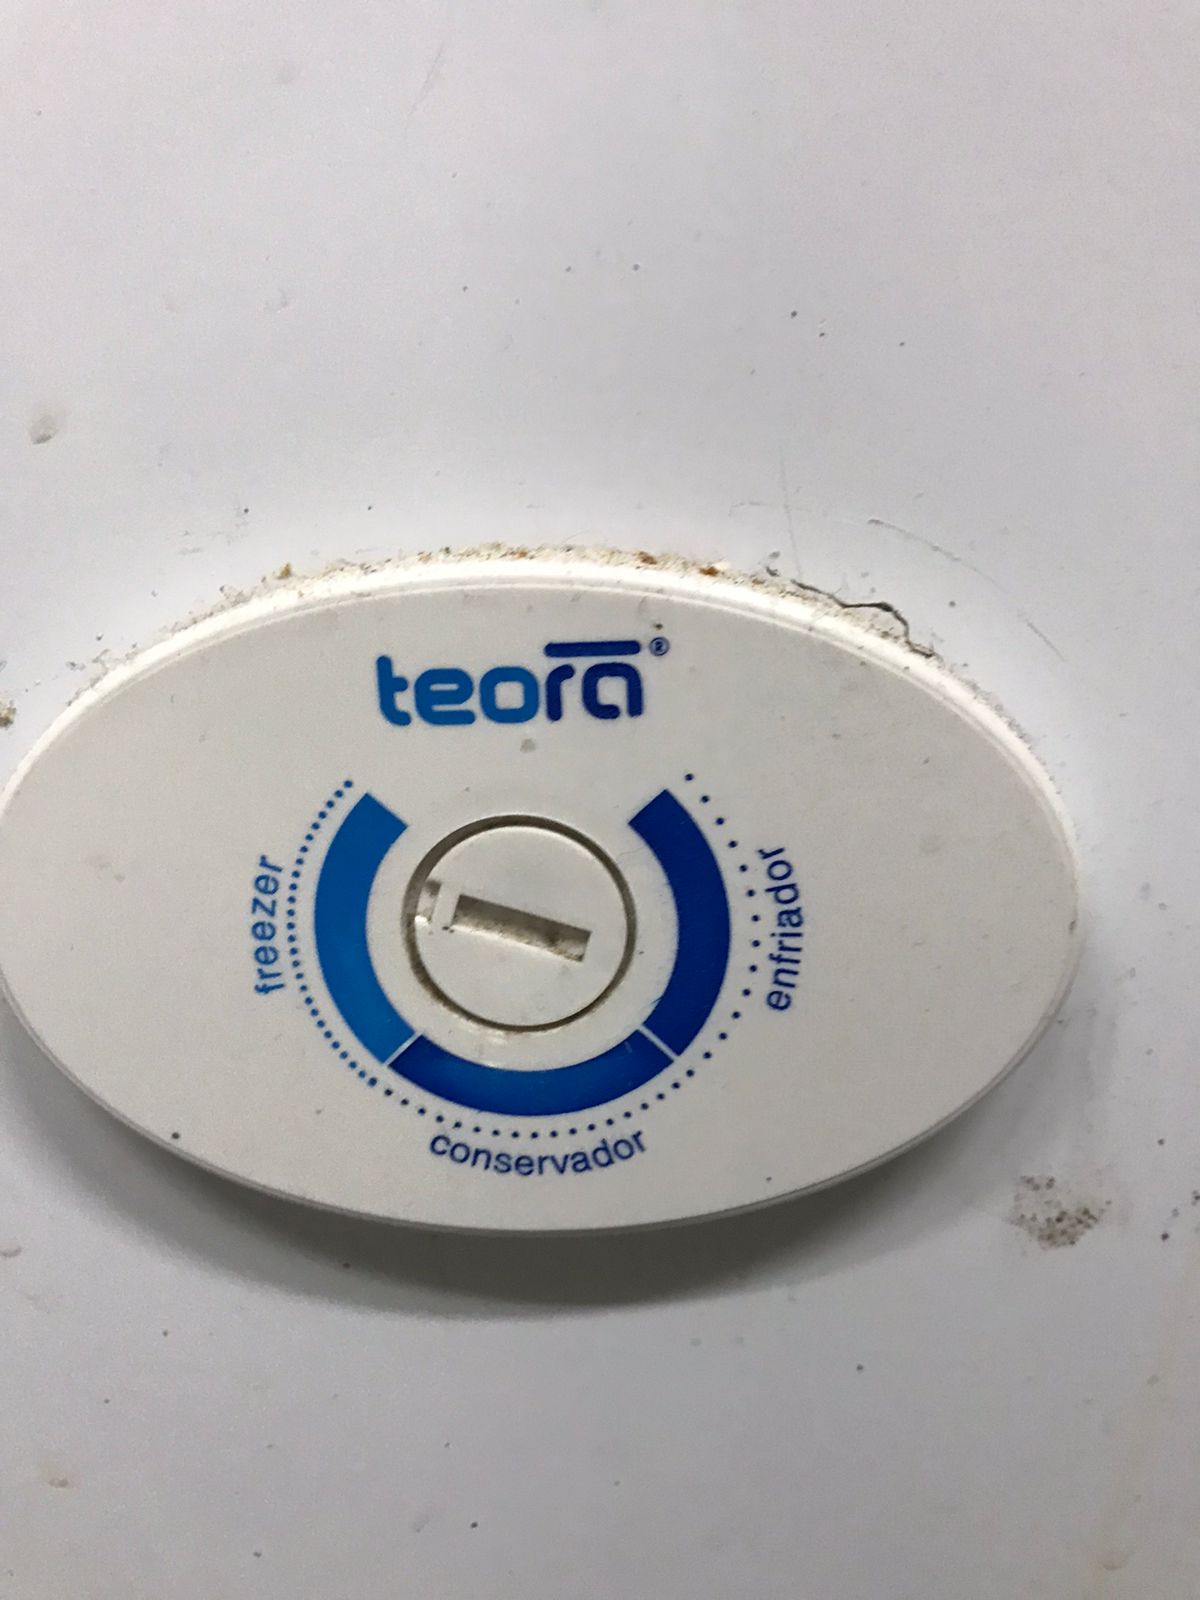 teora®
freezer
enfriador
conservador